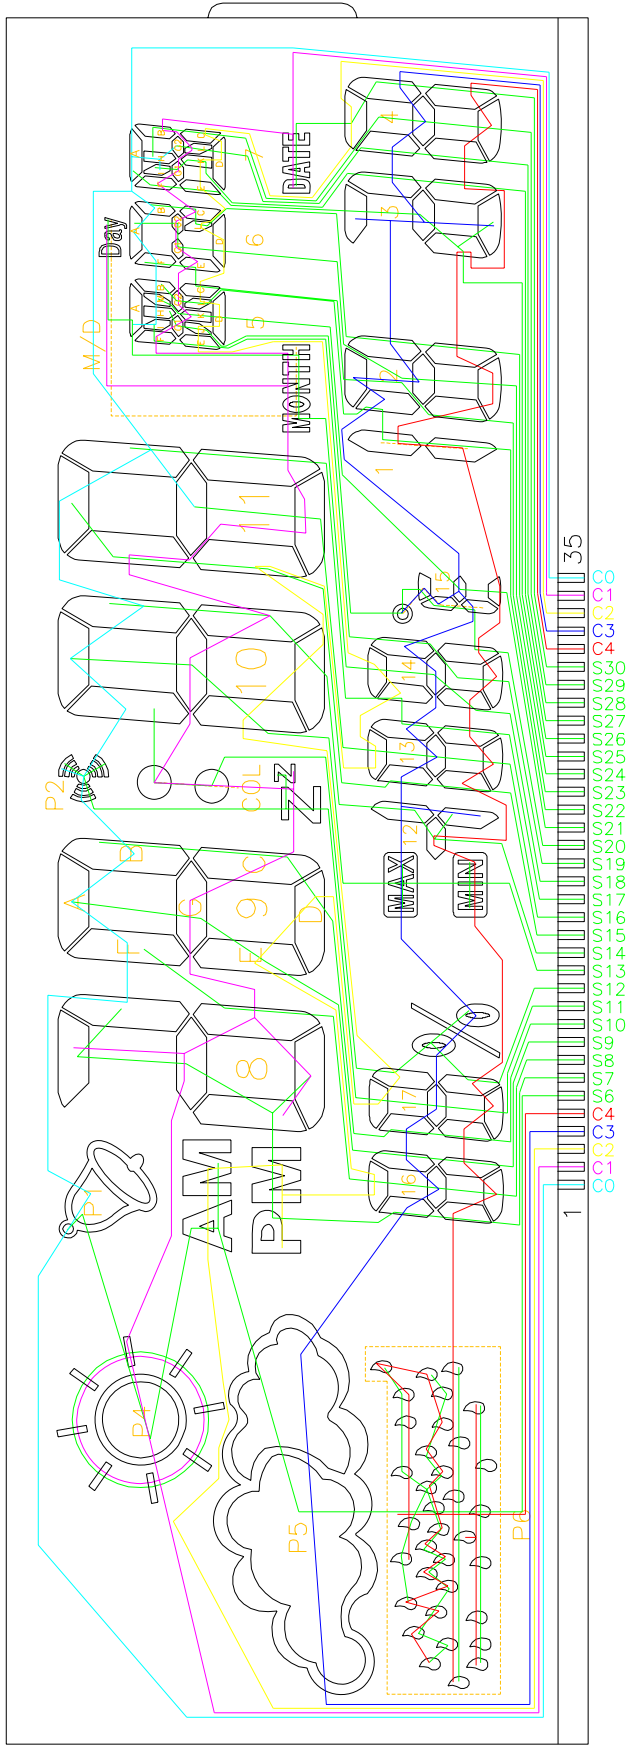 4
DATE
7
3
Day
6
5
M/D
2
MONTH
1
11
35
C0
C1
C2
C3
C4
S30
S29
S28
S27
S26
S25
S24
S23
S22
S21
S20
S19
S18
S17
S16
S15
S14
S13
S12
S11
S10
S9
S8
S7
S6
C4
C3
C2
C1
C0
1
15
14
10
13
P2
COL
Zz
12
MAX
MIN
A
B
C
D
E
F
G
9
%
8
17
16
P1
AM
PM
P4
P5
P6